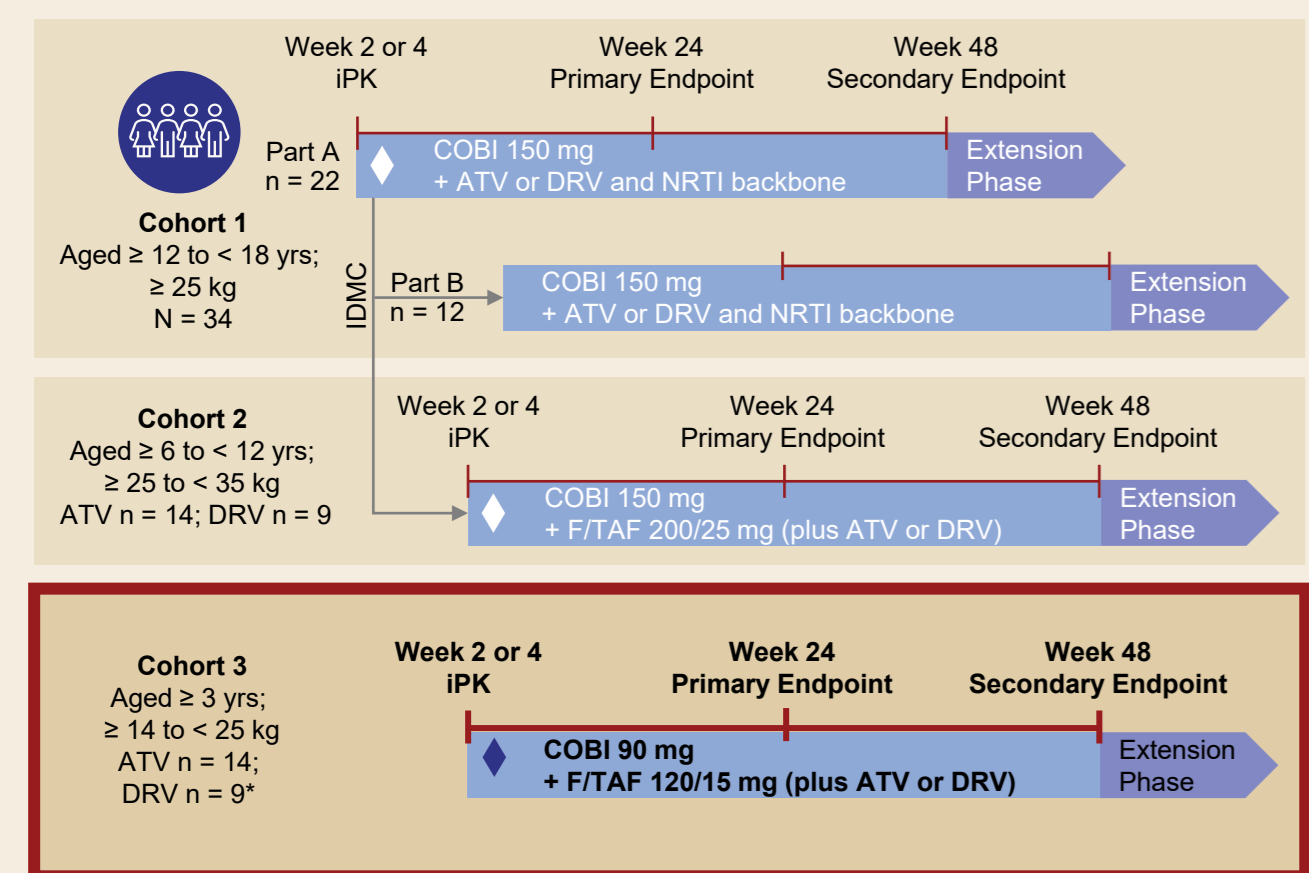 Week 2 or 4
iPK
Week 24
Primary Endpoint
Week 48
Secondary Endpoint
Cohort 1
Aged ≥ 12 to < 18 yrs;
≥ 25 kg
N = 34
Part A
n = 22
COBI 150 mg
+ ATV or DRV and NRTI backbone
Extension
Phase
IDMC
Part B
n = 12
COBI 150 mg
+ ATV or DRV and NRTI backbone
Extension
Phase
Cohort 2
Aged ≥ 6 to < 12 yrs;
≥ 25 to < 35 kg
ATV n = 14; DRV n = 9
Week 2 or 4
iPK
Week 24
Primary Endpoint
Week 48
Secondary Endpoint
COBI 150 mg
+ F/TAF 200/25 mg (plus ATV or DRV)
Extension
Phase
Cohort 3
Aged ≥ 3 yrs;
≥ 14 to < 25 kg
ATV n = 14;
DRV n = 9*
Week 2 or 4
iPK
Week 24
Primary Endpoint
Week 48
Secondary Endpoint
COBI 90 mg
+ F/TAF 120/15 mg (plus ATV or DRV)
Extension
Phase